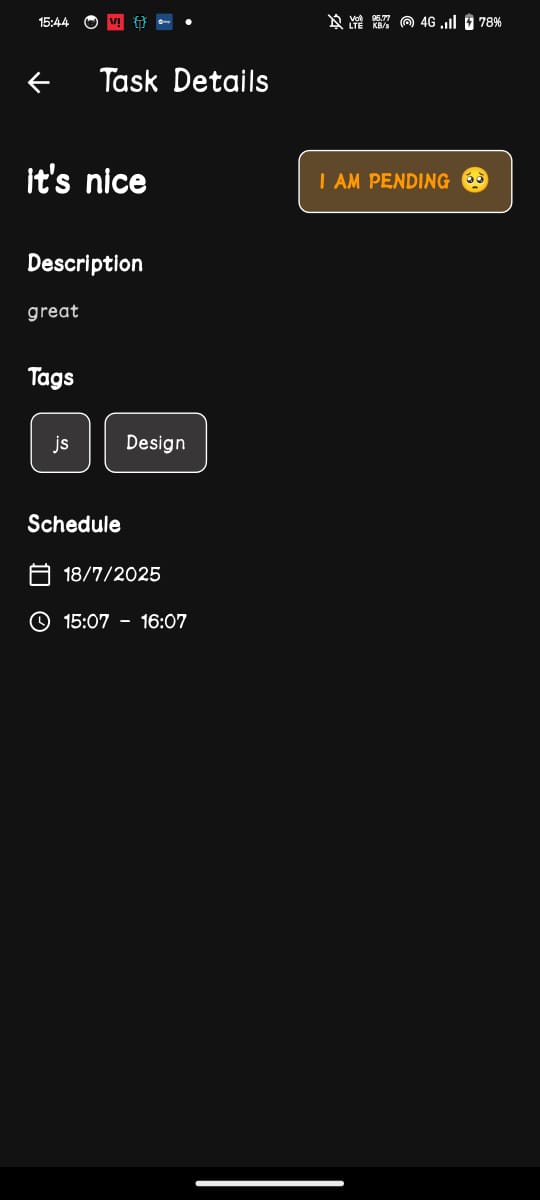 15:44 V! Vo) LTE 95.77 KB/s 4G 78%
Task Details
it's nice
I AM PENDING 🥺
Description
great
Tags
js Design
Schedule
18/7/2025
15:07 - 16:07